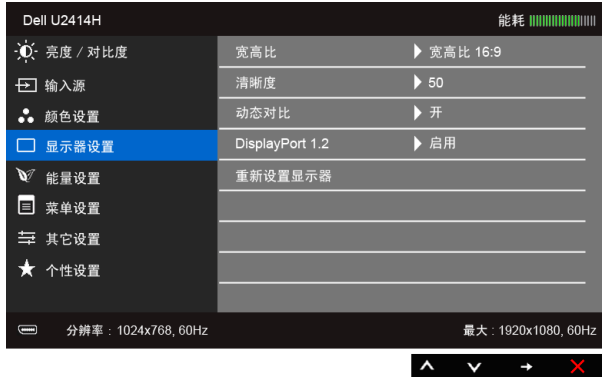 Dell U2414H 能耗
亮度 / 对比度 宽高比 宽高比 16:9
输入源 清晰度 50
颜色设置 动态对比 开
显示器设置 DisplayPort 1.2 启用
能量设置 重新设置显示器
菜单设置
其它设置
个性设置
分辨率 : 1024x768, 60Hz 最大 : 1920x1080, 60Hz